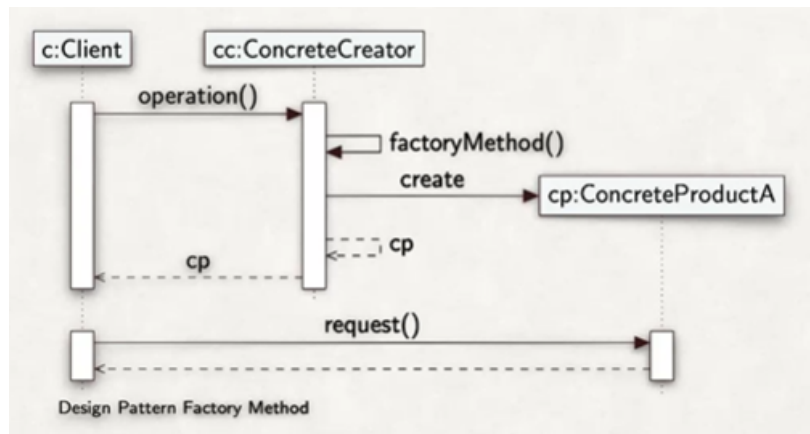 c:Client
cc:ConcreteCreator
operation()
factoryMethod()
create
cp:ConcreteProductA
cp
cp
request()
Design Pattern Factory Method